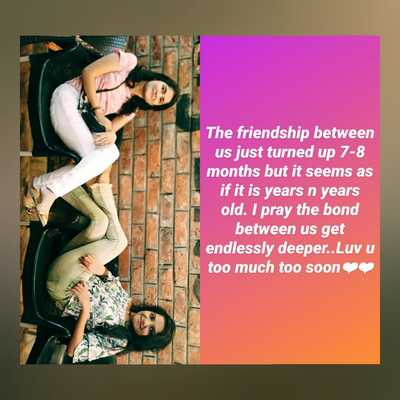 The friendship between
us just turned up 7-8
months but it seems as
if it is years n years
old. I pray the bond
between us get
endlessly deeper..Luv u
too much too soon❤❤